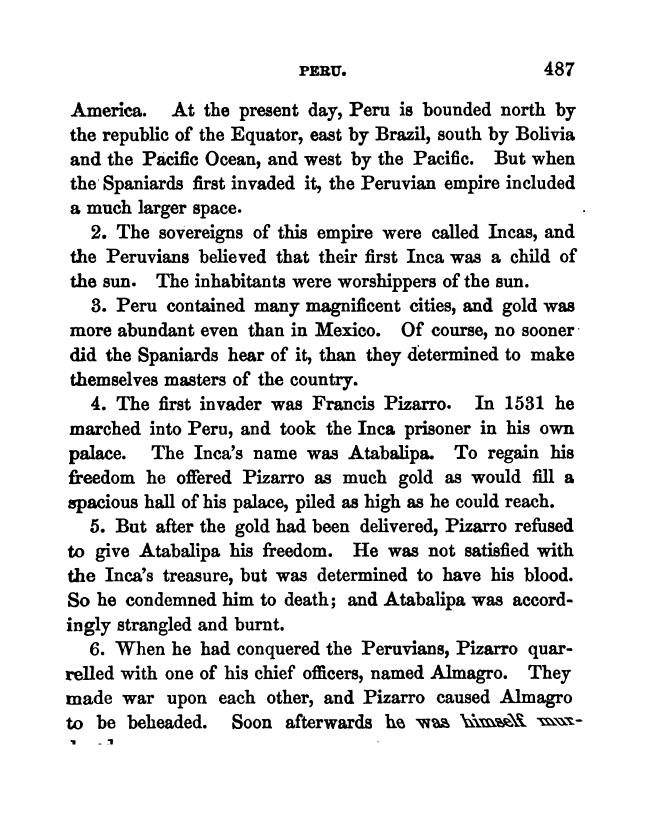 PERU. 487
America. At the present day, Peru is bounded north by
the republic of the Equator, east by Brazil, south by Bolivia
and the Pacific Ocean, and west by the Pacific. But when
the Spaniards first invaded it, the Peruvian empire included
a much larger space.
2. The sovereigns of this empire were called Incas, and
the Peruvians believed that their first Inca was a child of
the sun. The inhabitants were worshippers of the sun.
3. Peru contained many magnificent cities, and gold was
more abundant even than in Mexico. Of course, no sooner
did the Spaniards hear of it, than they determined to make
themselves masters of the country.
4. The first invader was Francis Pizarro. In 1531 he
marched into Peru, and took the Inca prisoner in his own
palace. The Inca's name was Atabalipa. To regain his
freedom he offered Pizarro as much gold as would fill a
spacious hall of his palace, piled as high as he could reach.
5. But after the gold had been delivered, Pizarro refused
to give Atabalipa his freedom. He was not satisfied with
the Inca's treasure, but was determined to have his blood.
So he condemned him to death; and Atabalipa was accord-
ingly strangled and burnt.
6. When he had conquered the Peruvians, Pizarro quar-
relled with one of his chief officers, named Almagro. They
made war upon each other, and Pizarro caused Almagro
to be beheaded. Soon afterwards he was himself mur-